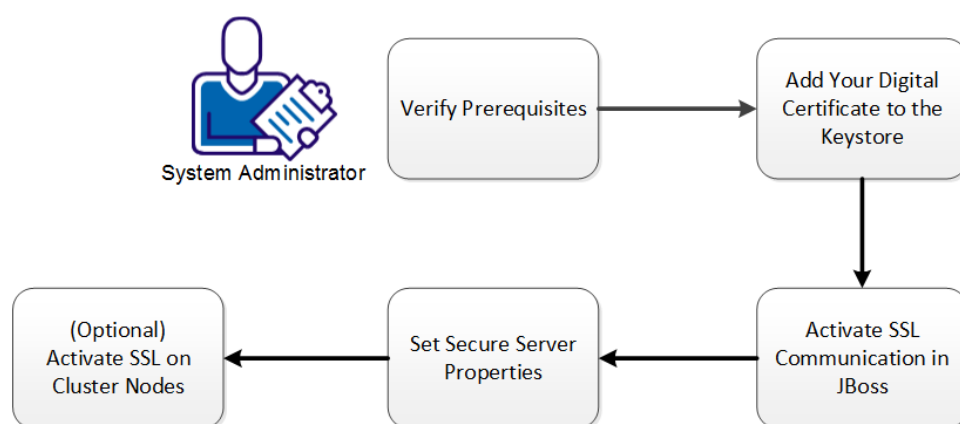 System Administrator
Verify Prerequisites
Add Your Digital
Certificate to the
Keystore
Activate SSL
Communication in
JBoss
Set Secure Server
Properties
(Optional)
Activate SSL on
Cluster Nodes